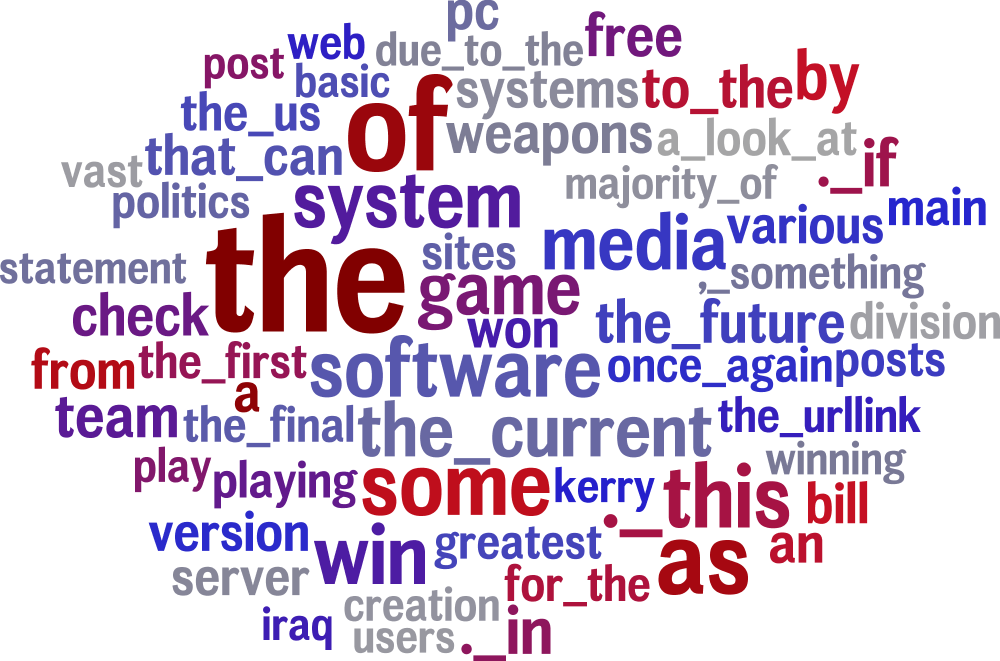 pc
web due_to_the free
post
basic systems to_the by
the_us of weapons a_look_at
vast that_can ._if
politics system majority_of
the media various main
statement sites ,_something
check game
won the_future division
from the_first software once_again posts
a
team the_final the_current the_urllink
play playing winning
some kerry ._this bill
version win greatest as an
server for_the
creation
iraq users ._in